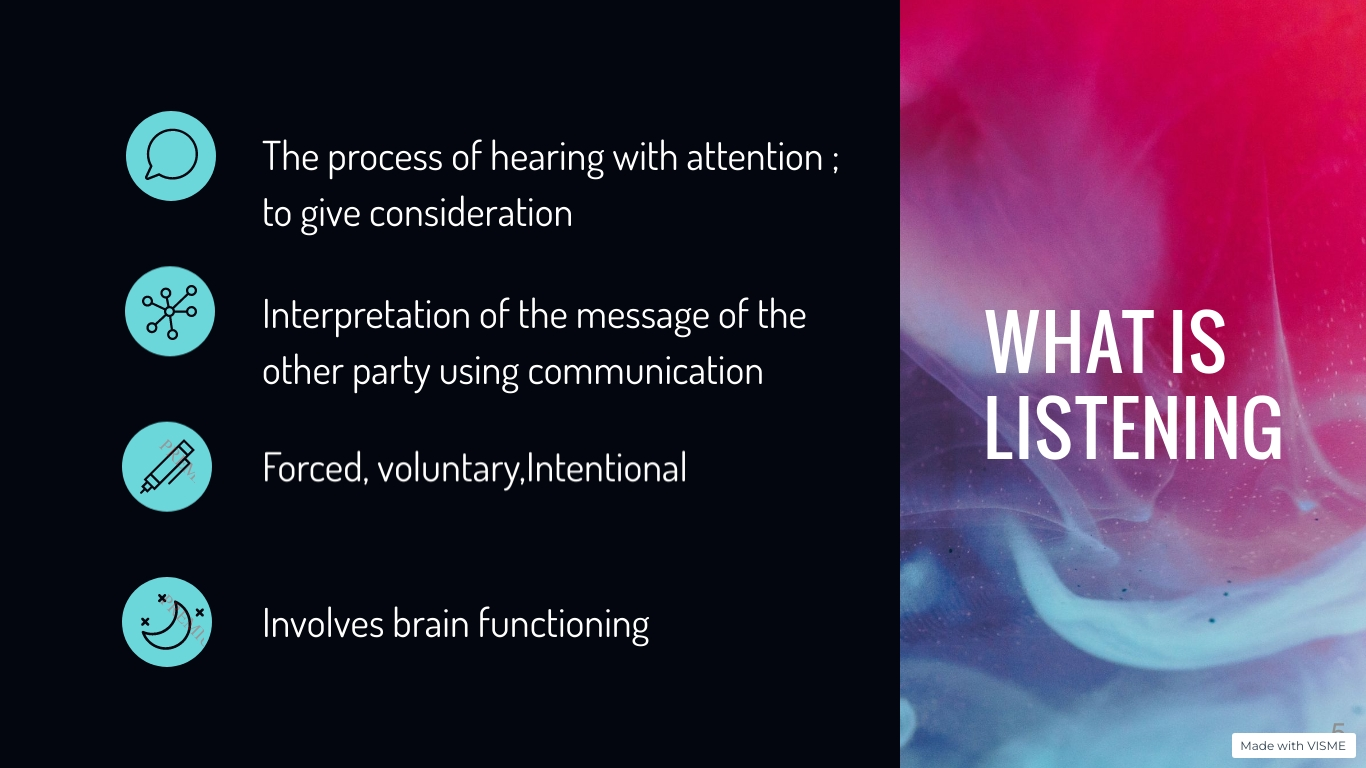 The process of hearing with attention ;
to give consideration
Interpretation of the message of the
other party using communication
Forced, voluntary,Intentional
Involves brain functioning
WHAT IS
LISTENING
5
Made with VISME